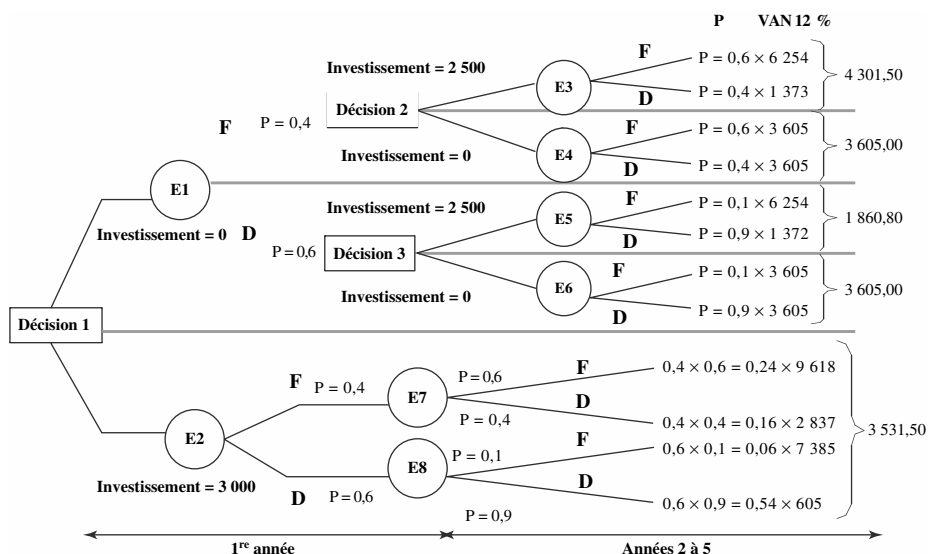 P VAN 12 %
F
P = 0,6 × 6 254
Investissement = 2 500
E3
4 301,50
P = 0,4 × 1 373
D
Décision 2
F P = 0,4
F
P = 0,6 × 3 605
E4
3 605,00
Investissement = 0
D
P = 0,4 × 3 605
E1
F
P = 0,1 × 6 254
Investissement = 2 500
E5
1 860,80
Investissement = 0 D
D
P = 0,9 × 1 372
P = 0,6
Décision 3
F
P = 0,1 × 3 605
E6
3 605,00
Investissement = 0
P = 0,9 × 3 605
D
Décision 1
F
0,4 × 0,6 = 0,24 × 9 618
P = 0,6
F P = 0,4
E7
D
P = 0,4
0,4 × 0,4 = 0,16 × 2 837
3 531,50
E2
F
0,6 × 0,1 = 0,06 × 7 385
P = 0,1
E8
Investissement = 3 000
D P = 0,6
D
0,6 × 0,9 = 0,54 × 605
P = 0,9
1re année Années 2 à 5